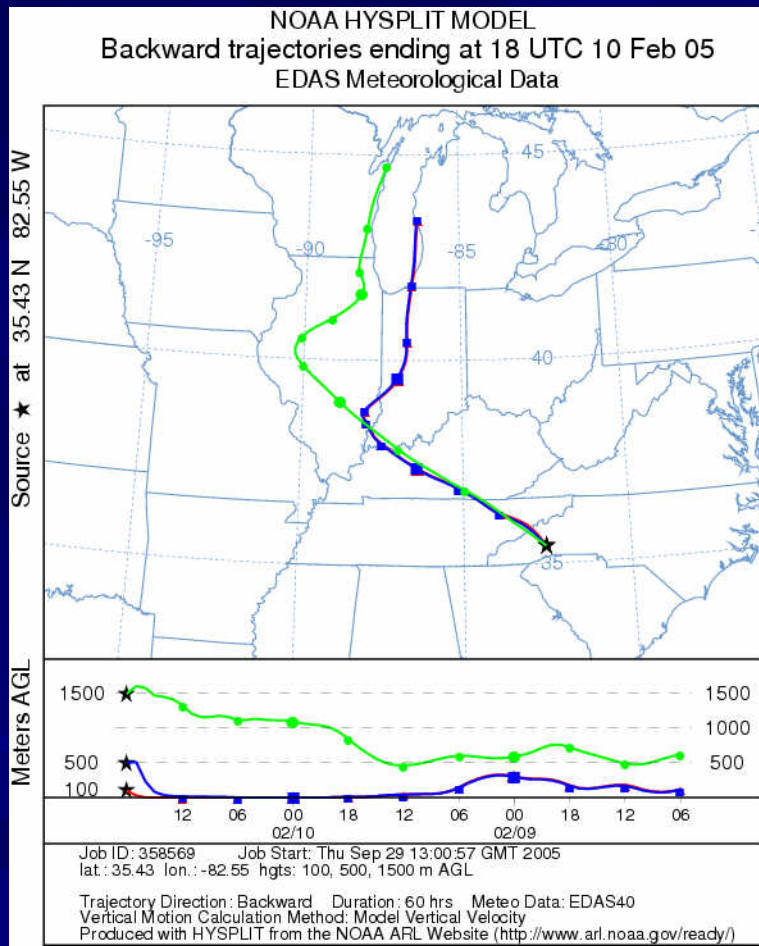 NOAA HYSPLIT MODEL
Backward trajectories ending at 18 UTC 10 Feb 05
EDAS Meteorological Data
Source ★ at 35.43 N 82.55 W
-95
-90
-85
-80
45
40
35
Meters AGL
1500
500
100
1500
1000
500
12 06 00 18 12 06 00 18 12 06
02/10 02/09
Job ID: 358569 Job Start: Thu Sep 29 13:00:57 GMT 2005
lat.: 35.43 lon.: -82.55 hgts: 100, 500, 1500 m AGL
Trajectory Direction: Backward Duration: 60 hrs Meteo Data: EDAS40
Vertical Motion Calculation Method: Model Vertical Velocity
Produced with HYSPLIT from the NOAA ARL Website (http://www.arl.noaa.gov/ready/)